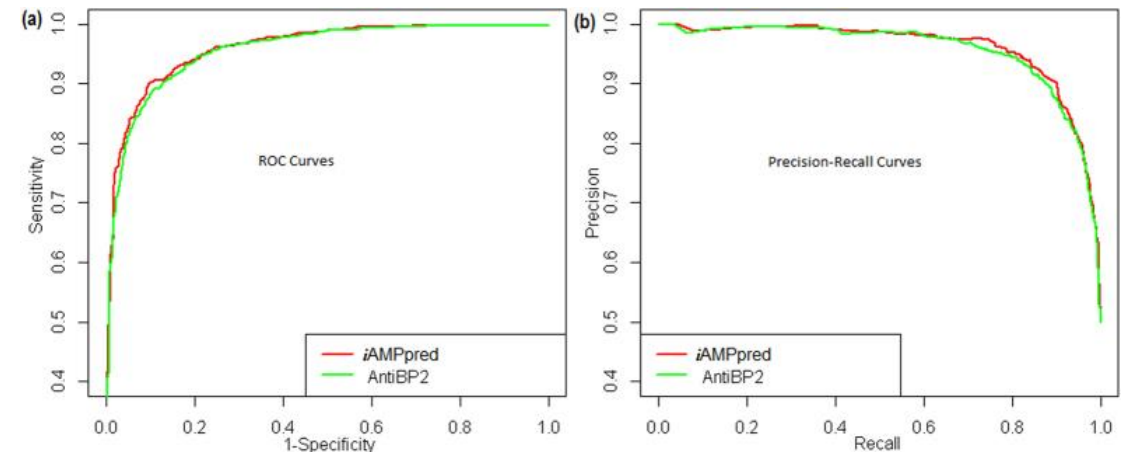 (a)
1.0
0.9
0.8
0.7
0.6
0.5
0.4
Sensitivity
ROC Curves
iAMPpred
AntiBP2
0.0 0.2 0.4 0.6 0.8 1.0
1-Specificity
(b)
1.0
0.9
0.8
0.7
0.6
0.5
0.4
Precision
Precision-Recall Curves
iAMPpred
AntiBP2
0.0 0.2 0.4 0.6 0.8 1.0
Recall